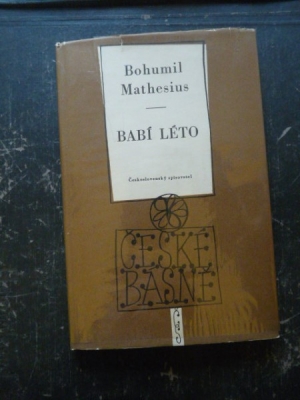 Bohumil
Mathesius
BABÍ LÉTO
Československý spisovatel
ČESKÉ
BÁSNĚ